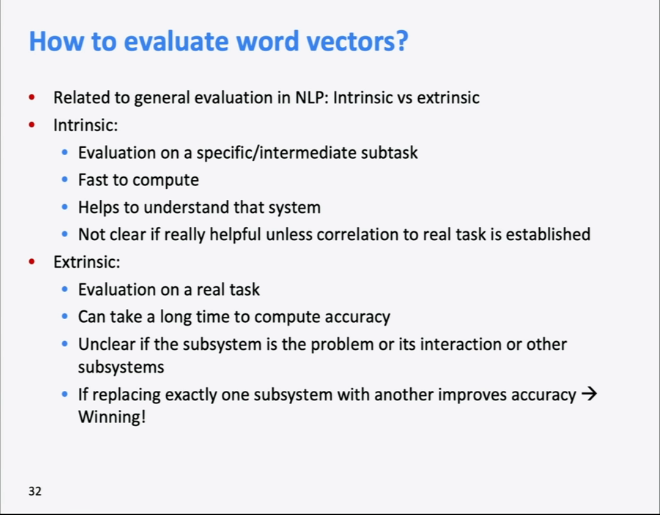 How to evaluate word vectors?
• Related to general evaluation in NLP: Intrinsic vs extrinsic
• Intrinsic:
• Evaluation on a specific/intermediate subtask
• Fast to compute
• Helps to understand that system
• Not clear if really helpful unless correlation to real task is established
• Extrinsic:
• Evaluation on a real task
• Can take a long time to compute accuracy
• Unclear if the subsystem is the problem or its interaction or other
subsystems
• If replacing exactly one subsystem with another improves accuracy →
Winning!
32